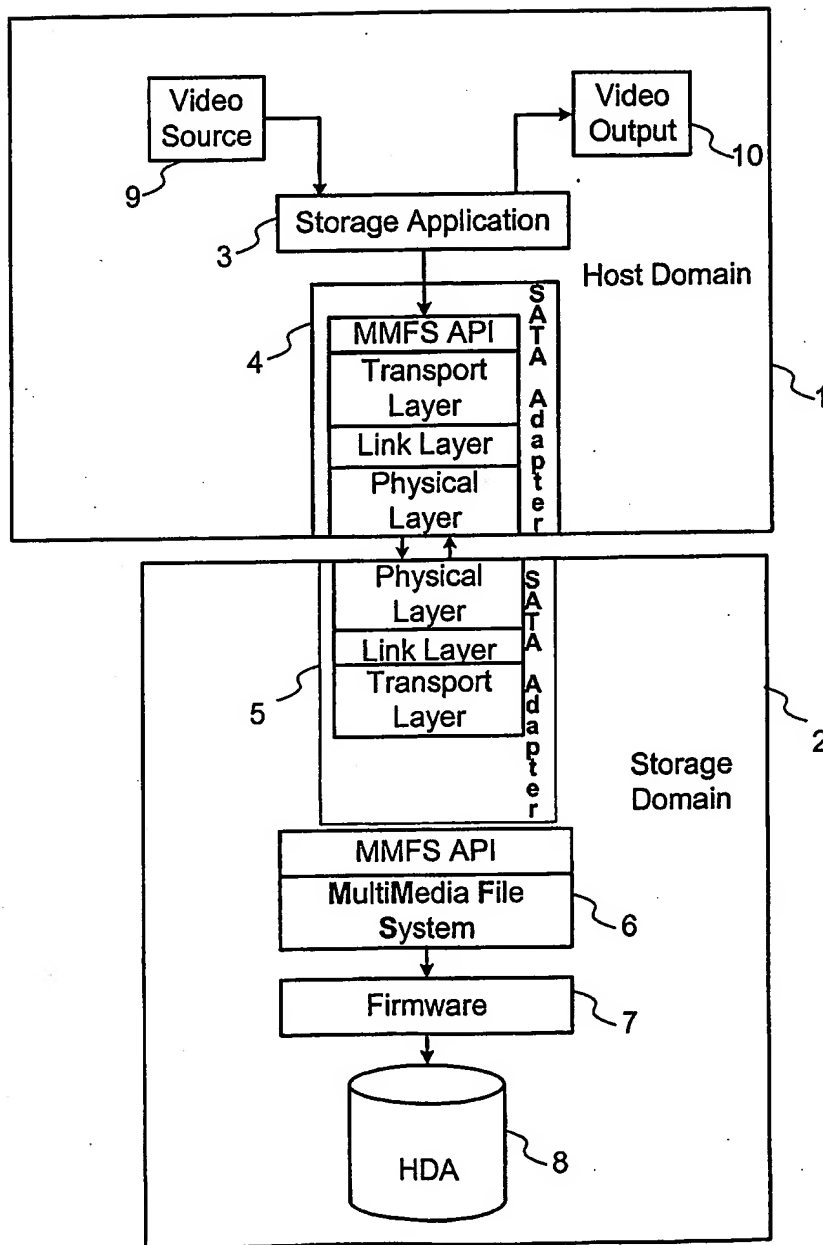 Video
Source
9
Video
Output
10
Storage Application
3
Host Domain
4
MMFS API
Transport
Layer
Link Layer
Physical
Layer
SATA Adapter
1
Physical
Layer
Link Layer
Transport
Layer
SATA Adapter
5
2
Storage
Domain
MMFS API
MultiMedia File
System
6
Firmware
7
HDA
8